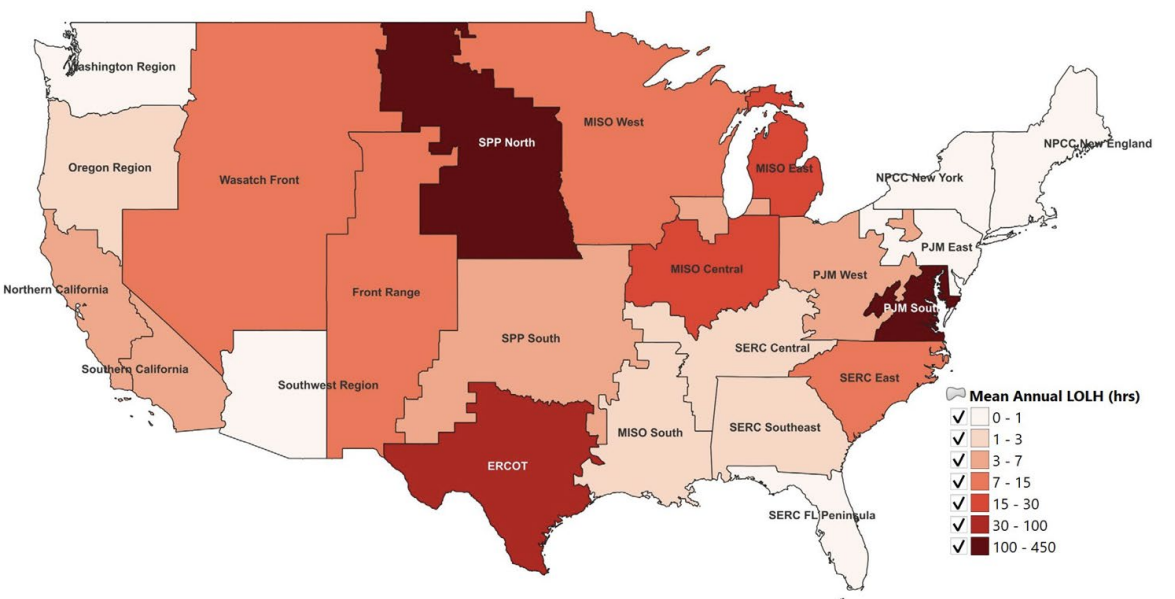 Washington Region
Oregon Region
Wasatch Front
SPP North
MISO West
MISO East
NPCC New England
NPCC New York
PJM East
Northern California
Front Range
MISO Central
PJM West
PJM South
SPP South
SERC Central
Southern California
Southwest Region
SERC East
MISO South
SERC Southeast
ERCOT
SERC FL Peninsula
Mean Annual LOLH (hrs)
0 - 1
1 - 3
3 - 7
7 - 15
15 - 30
30 - 100
100 - 450